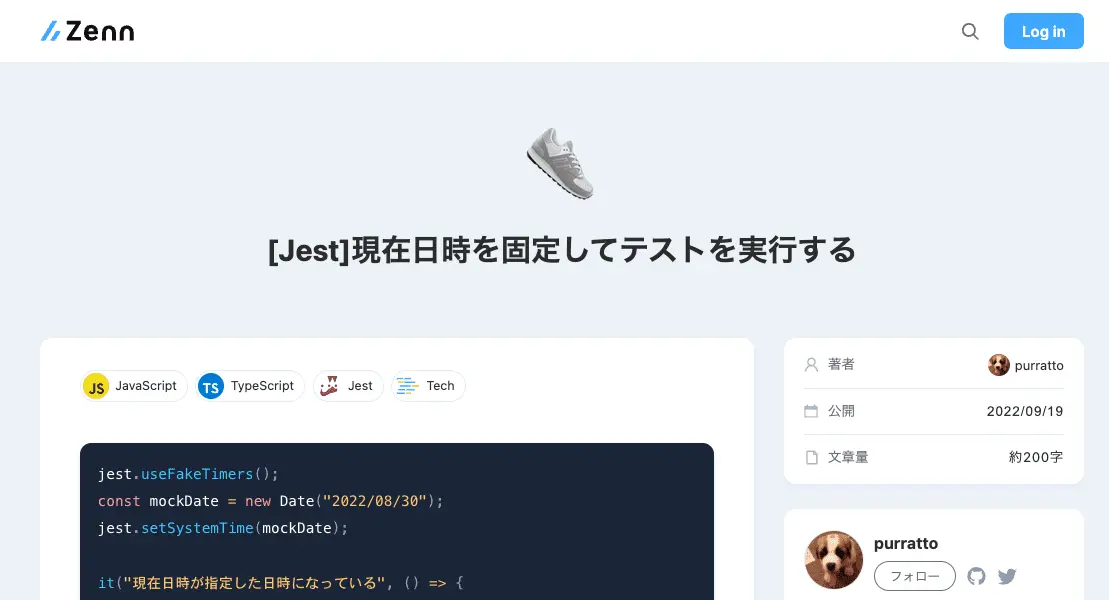 Zenn
Log in
[Jest]現在日時を固定してテストを実行する
JS JavaScript TS TypeScript Jest Tech
jest.useFakeTimers();
const mockDate = new Date("2022/08/30");
jest.setSystemTime(mockDate);
it("現在日時が指定した日時になっている", () => {
著者 purratto
公開 2022/09/19
文章量 約200字
purratto
フォロー